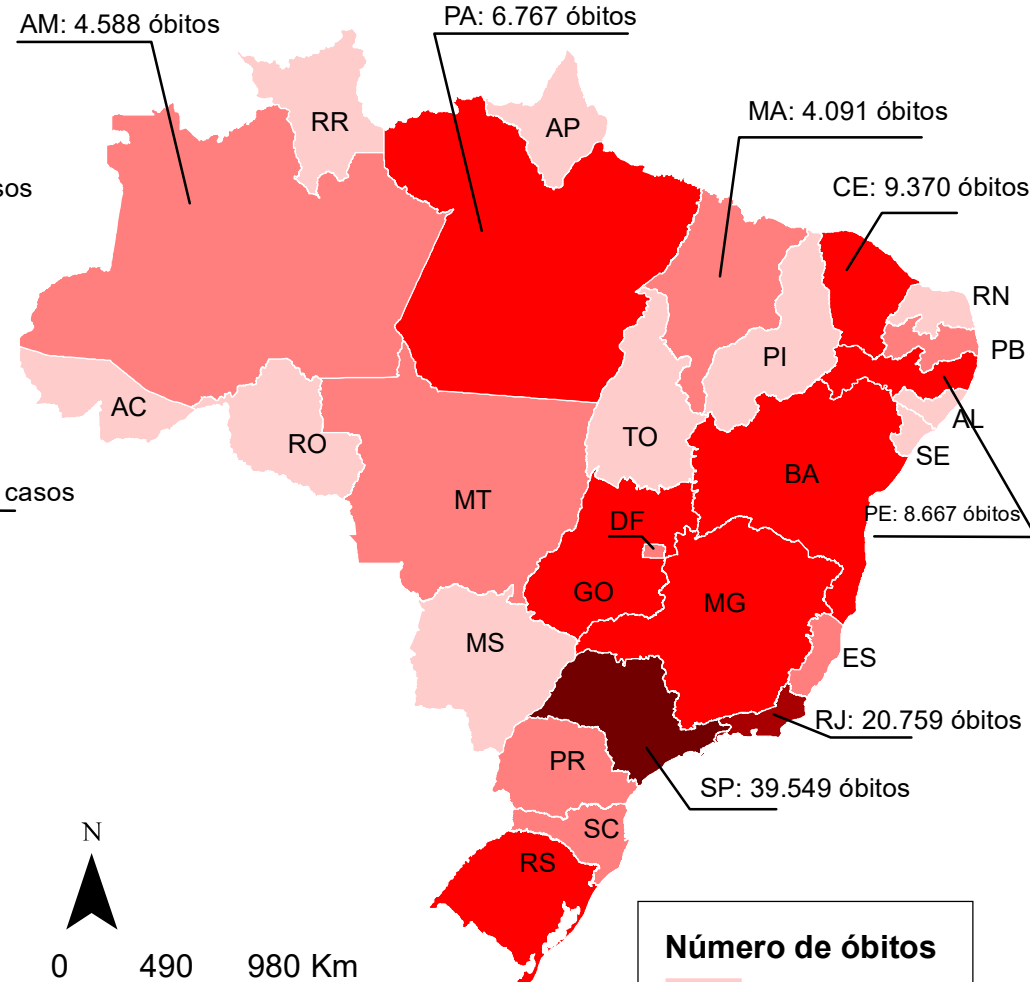 AM: 4.588 óbitos
PA: 6.767 óbitos
RR
AP
MA: 4.091 óbitos
CE: 9.370 óbitos
RN
PB
PI
AC
RO
TO
AL
SE
BA
MT
casos
PE: 8.667 óbitos
DF
GO
MG
MS
ES
RJ: 20.759 óbitos
PR
SP: 39.549 óbitos
SC
RS
N
0 490 980 Km
Número de óbitos